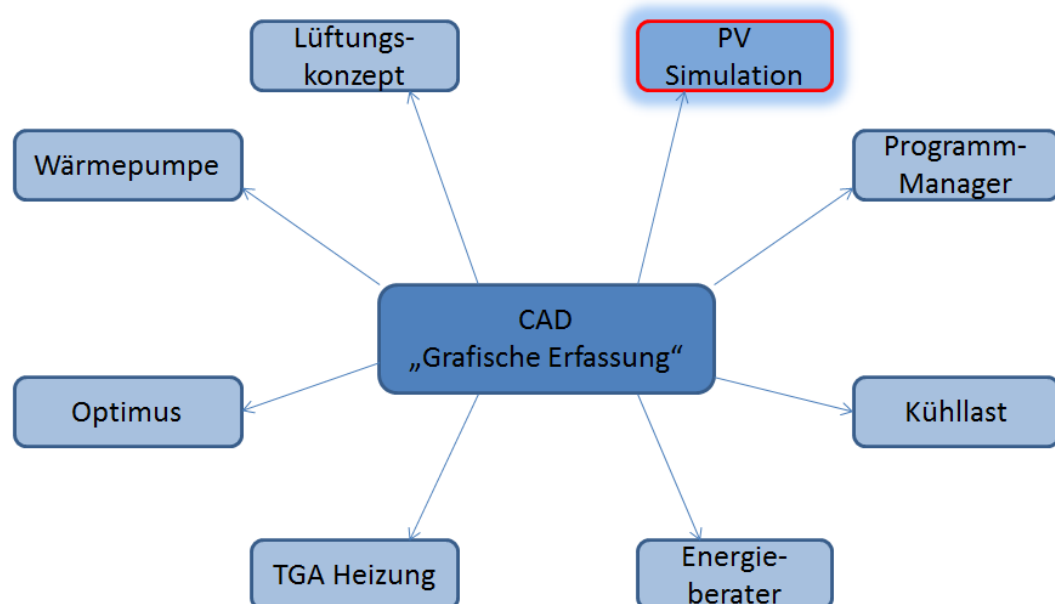 Lüftungs-
konzept
PV
Simulation
Wärmepumpe
Programm-
Manager
CAD
„Grafische Erfassung“
Optimus
Kühllast
TGA Heizung
Energie-
berater